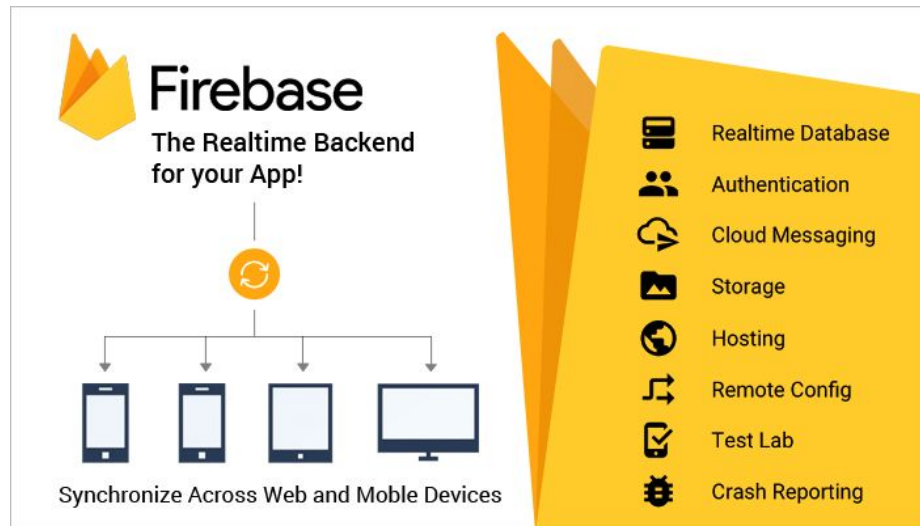 Firebase
The Realtime Backend
for your App!
Synchronize Across Web and Moble Devices
Realtime Database
Authentication
Cloud Messaging
Storage
Hosting
Remote Config
Test Lab
Crash Reporting